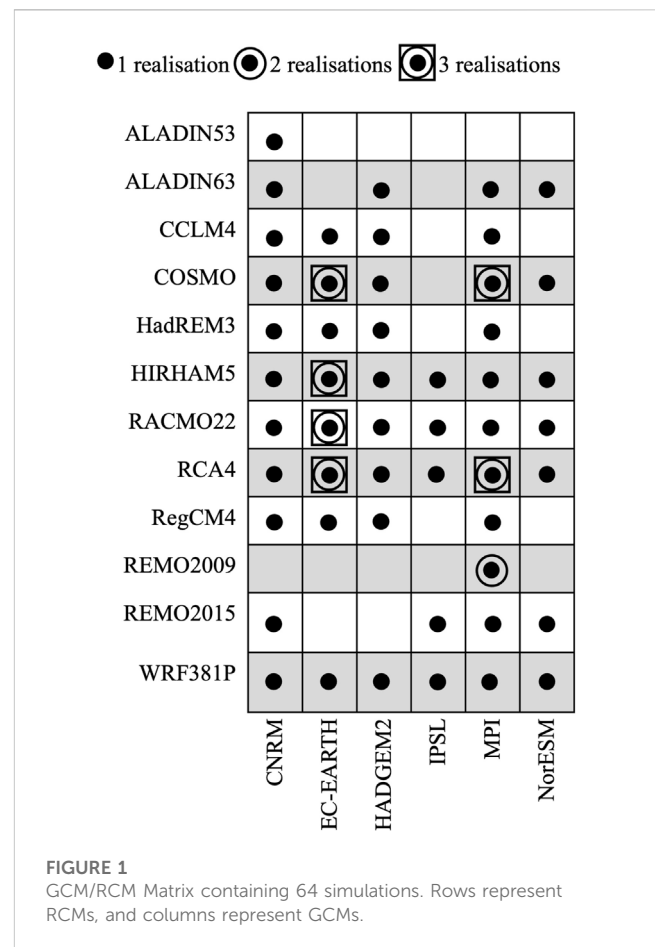 1 realisation 2 realisations 3 realisations
ALADIN53
ALADIN63
CCLM4
COSMO
HadREM3
HIRHAM5
RACMO22
RCA4
RegCM4
REMO2009
REMO2015
WRF381P
CNRM
EC-EARTH
HADGEM2
IPSL
MPI
NorESM
FIGURE 1
GCM/RCM Matrix containing 64 simulations. Rows represent
RCMs, and columns represent GCMs.